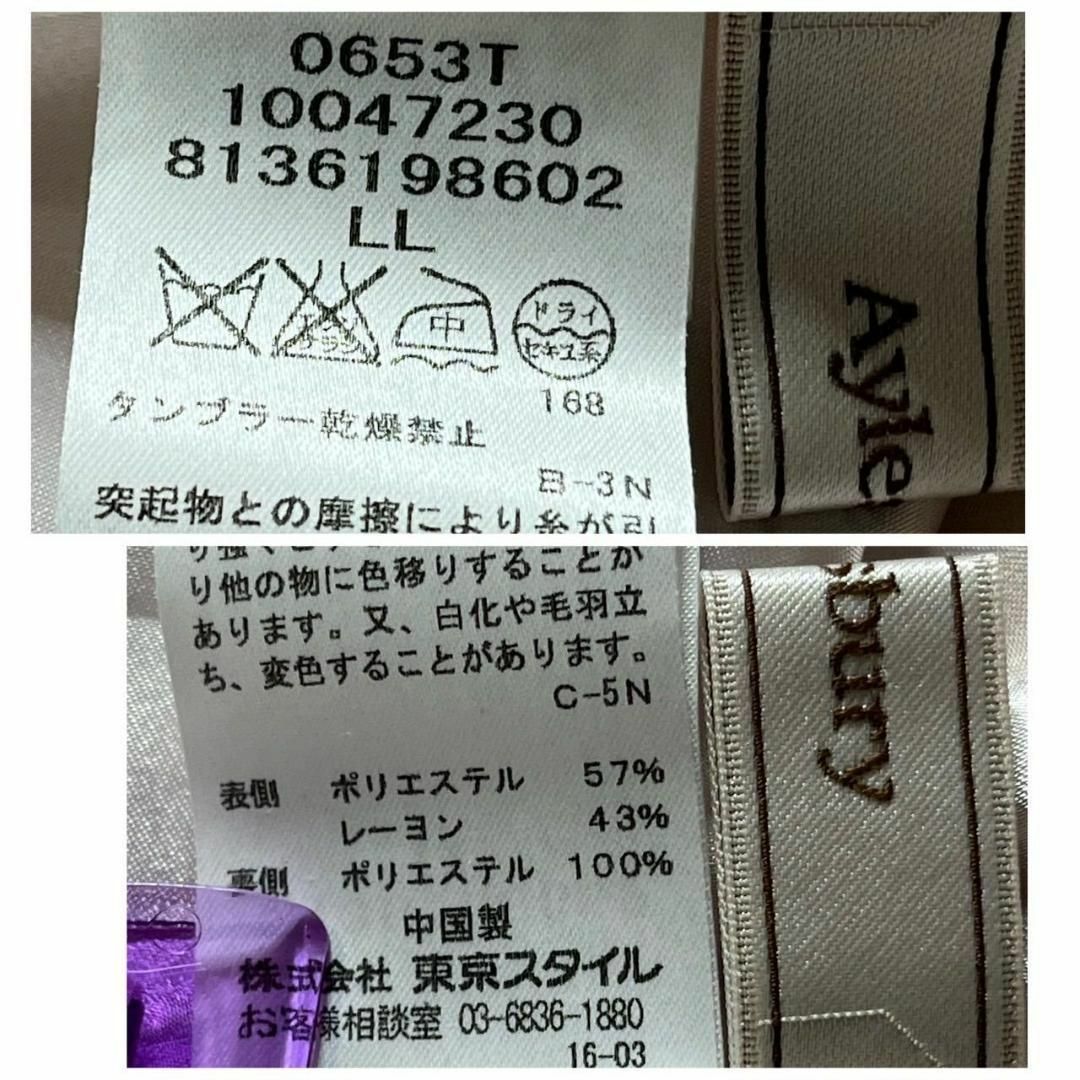 0653T
10047230
8136198602
LL
中
ドライ
セキユ系
168
タンブラー乾燥禁止
B-3N
突起物との摩擦により糸が引
Ayle
り他の物に色移りすることが
あります。又、白化や毛羽立
ち、変色することがあります。
C-5N
表側 ポリエステル 57%
レーヨン 43%
裏側 ポリエステル 100%
中国製
株式会社 東京スタイル
お客様相談室 03-6836-1880
16-03
sbury